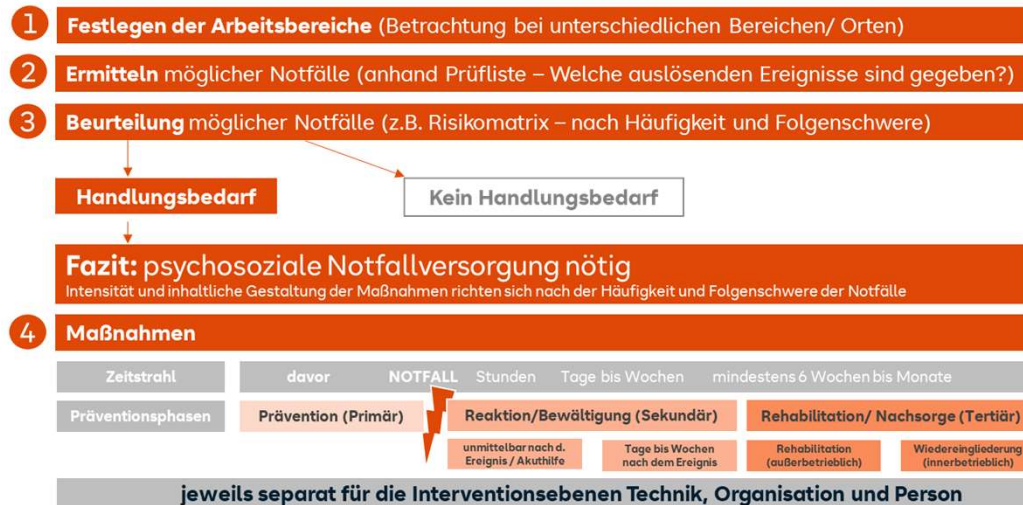 1 Festlegen der Arbeitsbereiche (Betrachtung bei unterschiedlichen Bereichen/ Orten)
2 Ermitteln möglicher Notfälle (anhand Prüfliste – Welche auslösenden Ereignisse sind gegeben?)
3 Beurteilung möglicher Notfälle (z.B. Risikomatrix – nach Häufigkeit und Folgenschwere)
Handlungsbedarf Kein Handlungsbedarf
Fazit: psychosoziale Notfallversorgung nötig
Intensität und inhaltliche Gestaltung der Maßnahmen richten sich nach der Häufigkeit und Folgenschwere der Notfälle
4 Maßnahmen
Zeitstrahl davor NOTFALL Stunden Tage bis Wochen mindestens 6 Wochen bis Monate
Präventionsphasen Prävention (Primär) Reaktion/Bewältigung (Sekundär) Rehabilitation/ Nachsorge (Tertiär)
unmittelbar nach d. Tage bis Wochen Rehabilitation Wiedereingliederung
Ereignis / Akuthilfe nach dem Ereignis (außerbetrieblich) (innerbetrieblich)
jeweils separat für die Interventionsebenen Technik, Organisation und Person